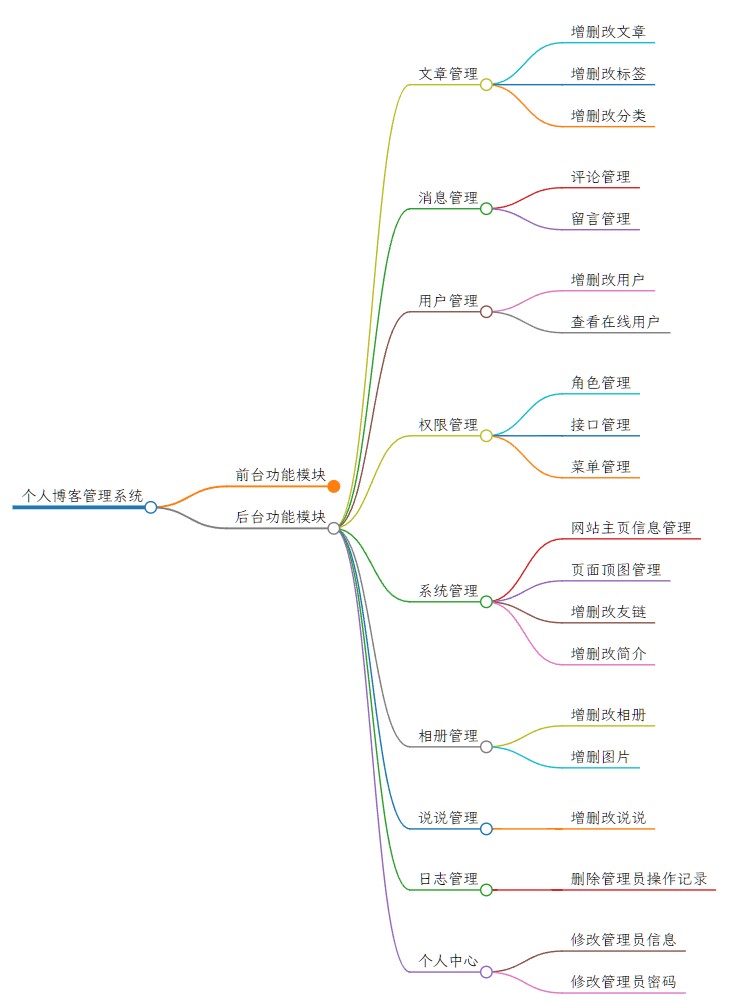 个人博客管理系统
前台功能模块
后台功能模块
文章管理
增删改文章
增删改标签
增删改分类
消息管理
评论管理
留言管理
用户管理
增删改用户
查看在线用户
权限管理
角色管理
接口管理
菜单管理
系统管理
网站主页信息管理
页面顶图管理
增删改友链
增删改简介
相册管理
增删改相册
增删图片
说说管理
增删改说说
日志管理
删除管理员操作记录
个人中心
修改管理员信息
修改管理员密码